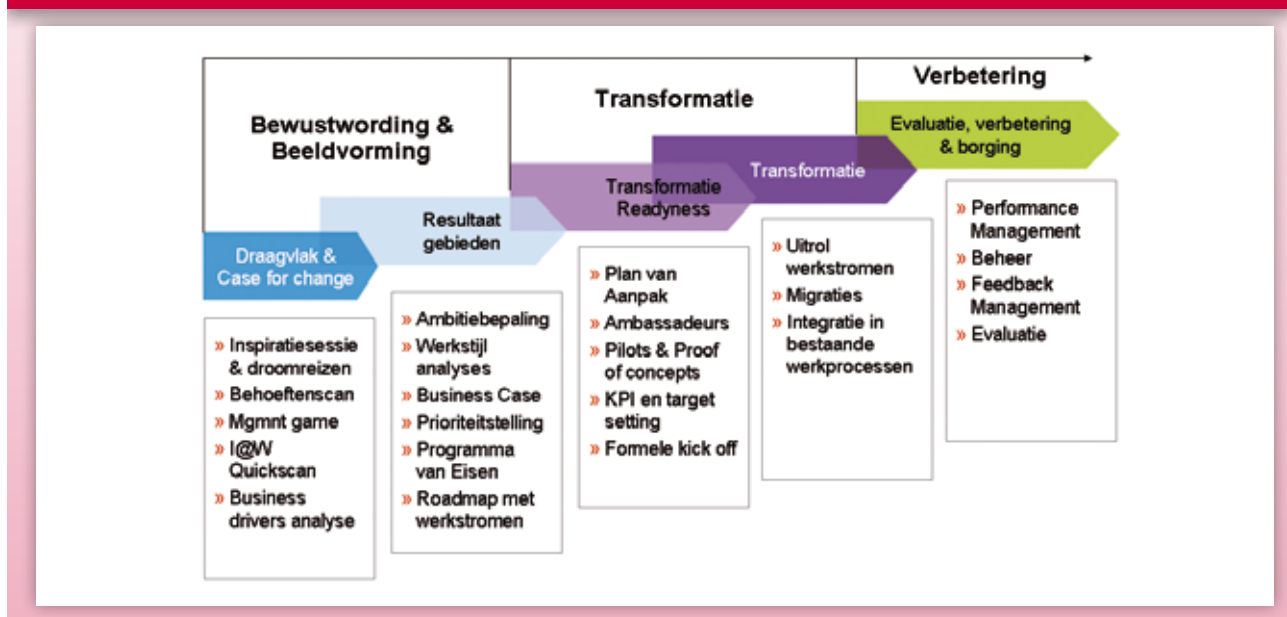 Bewustwording &
Beeldvorming
Transformatie
Verbetering
Draagvlak &
Case for change
» Inspiratiesessie
& droomreizen
» Behoeftenscan
» Mgmnt game
» I@W
Quickscan
» Business
drivers analyse
Resultaat
gebieden
» Ambitiebepaling
» Werkstijl
analyses
» Business Case
» Prioriteitstelling
» Programma
van Eisen
» Roadmap met
werkstromen
Transformatie
Readyness
» Plan van
Aanpak
» Ambassadeurs
» Pilots & Proof
of concepts
» KPI en target
setting
» Formele kick off
Transformatie
» Uitrol
werkstromen
» Migraties
» Integratie in
bestaande
werkprocessen
Evaluatie, verbetering
& borging
» Performance
Management
» Beheer
» Feedback
Management
» Evaluatie